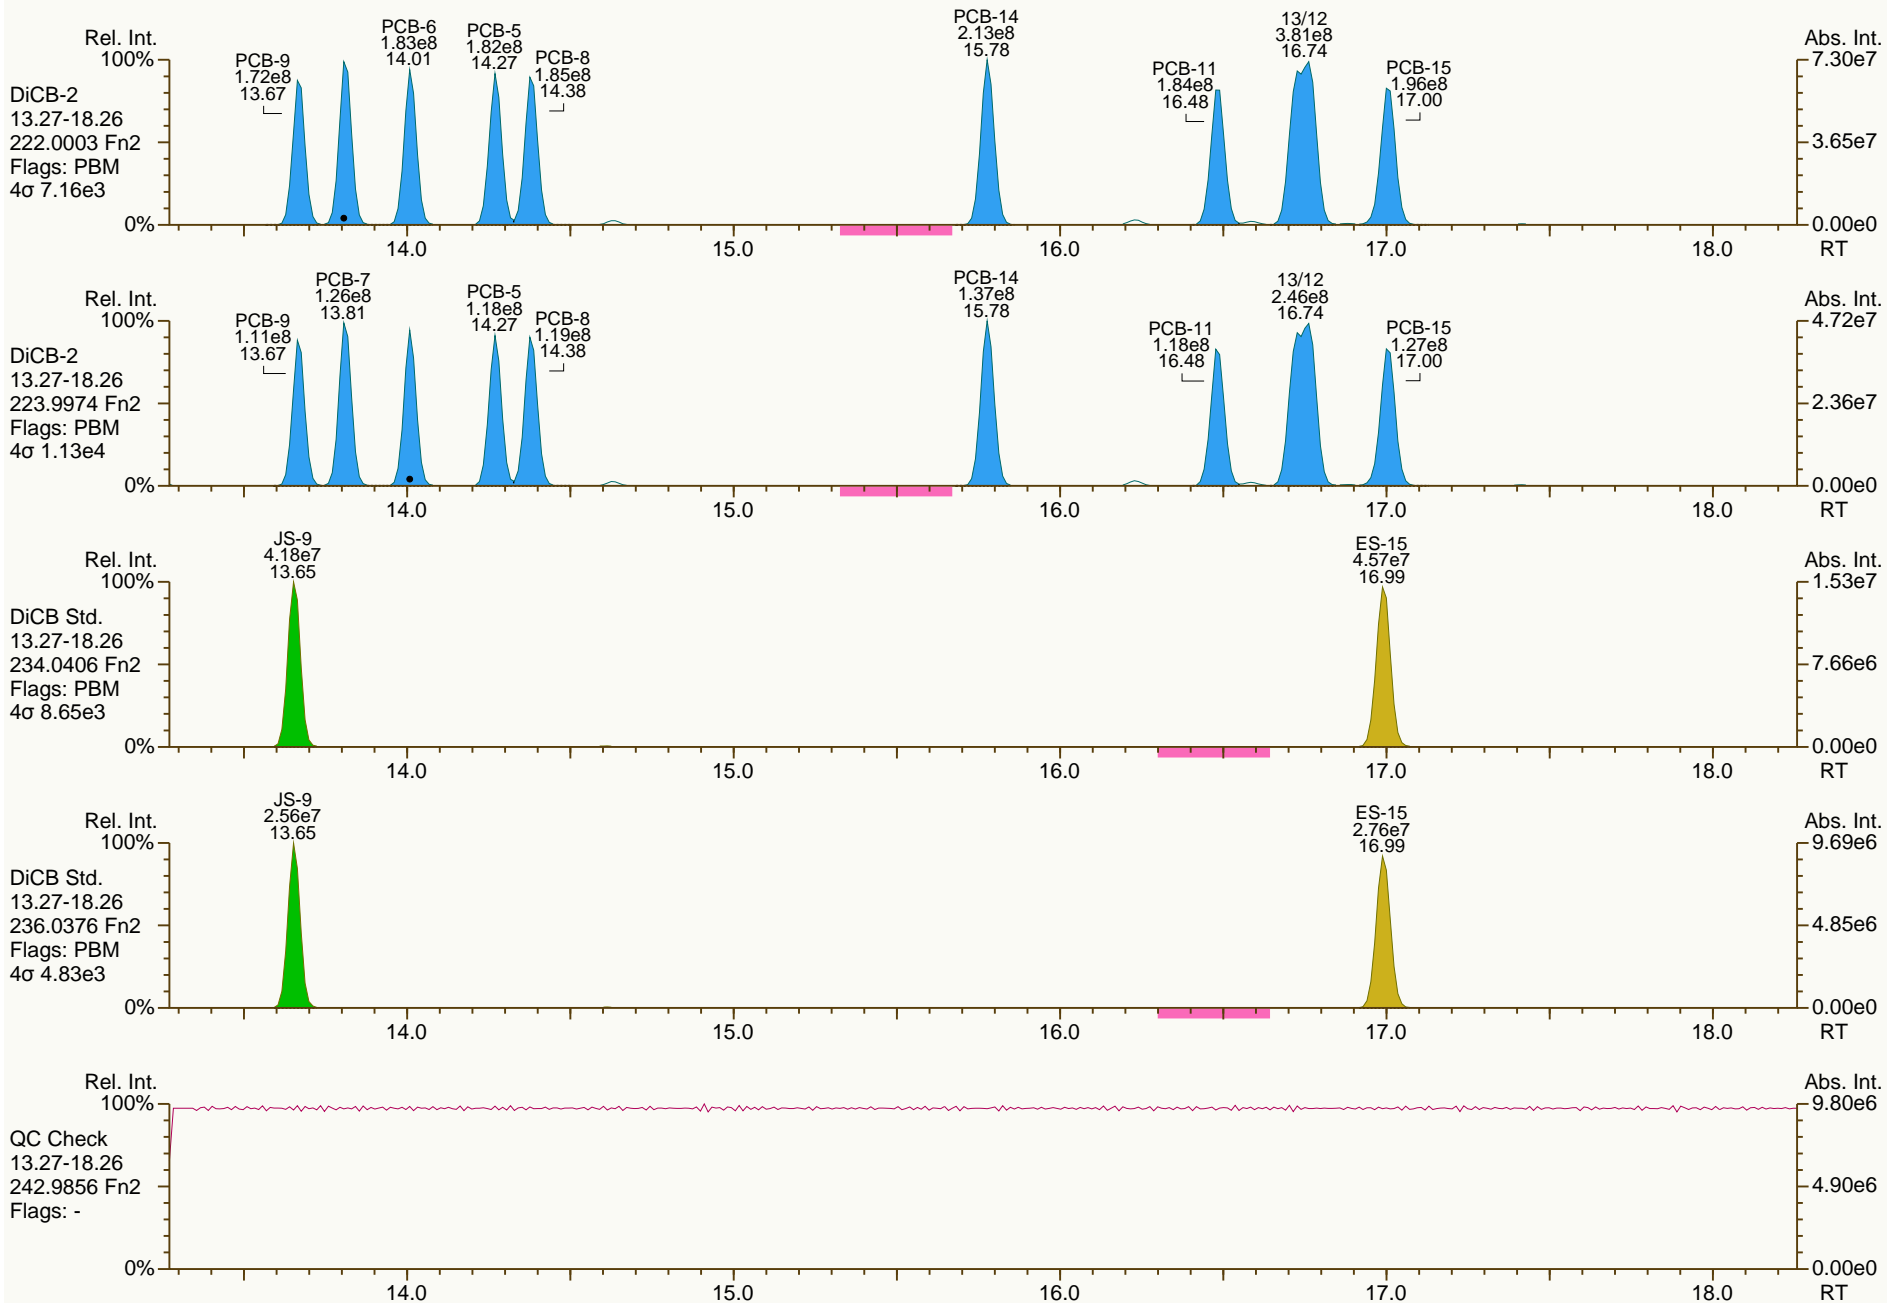 Rel. Int.
100%
0%
DiCB-2
13.27-18.26
222.0003 Fn2
Flags: PBM
4σ 7.16e3
PCB-9
1.72e8
13.67
PCB-6
1.83e8
14.01
PCB-5
1.82e8
14.27
PCB-8
1.85e8
14.38
PCB-14
2.13e8
15.78
PCB-11
1.84e8
16.48
13/12
3.81e8
16.74
PCB-15
1.96e8
17.00
Abs. Int.
7.30e7
3.65e7
0.00e0
14.0 15.0 16.0 17.0 18.0 RT
Rel. Int.
100%
0%
DiCB-2
13.27-18.26
223.9974 Fn2
Flags: PBM
4σ 1.13e4
PCB-9
1.11e8
13.67
PCB-7
1.26e8
13.81
PCB-5
1.18e8
14.27
PCB-8
1.19e8
14.38
PCB-14
1.37e8
15.78
PCB-11
1.18e8
16.48
13/12
2.46e8
16.74
PCB-15
1.27e8
17.00
Abs. Int.
4.72e7
2.36e7
0.00e0
14.0 15.0 16.0 17.0 18.0 RT
Rel. Int.
100%
0%
DiCB Std.
13.27-18.26
234.0406 Fn2
Flags: PBM
4σ 8.65e3
JS-9
4.18e7
13.65
ES-15
4.57e7
16.99
Abs. Int.
1.53e7
7.66e6
0.00e0
14.0 15.0 16.0 17.0 18.0 RT
Rel. Int.
100%
0%
DiCB Std.
13.27-18.26
236.0376 Fn2
Flags: PBM
4σ 4.83e3
JS-9
2.56e7
13.65
ES-15
2.76e7
16.99
Abs. Int.
9.69e6
4.85e6
0.00e0
14.0 15.0 16.0 17.0 18.0 RT
Rel. Int.
100%
0%
QC Check
13.27-18.26
242.9856 Fn2
Flags: -
Abs. Int.
9.80e6
4.90e6
0.00e0
14.0 15.0 16.0 17.0 18.0 RT